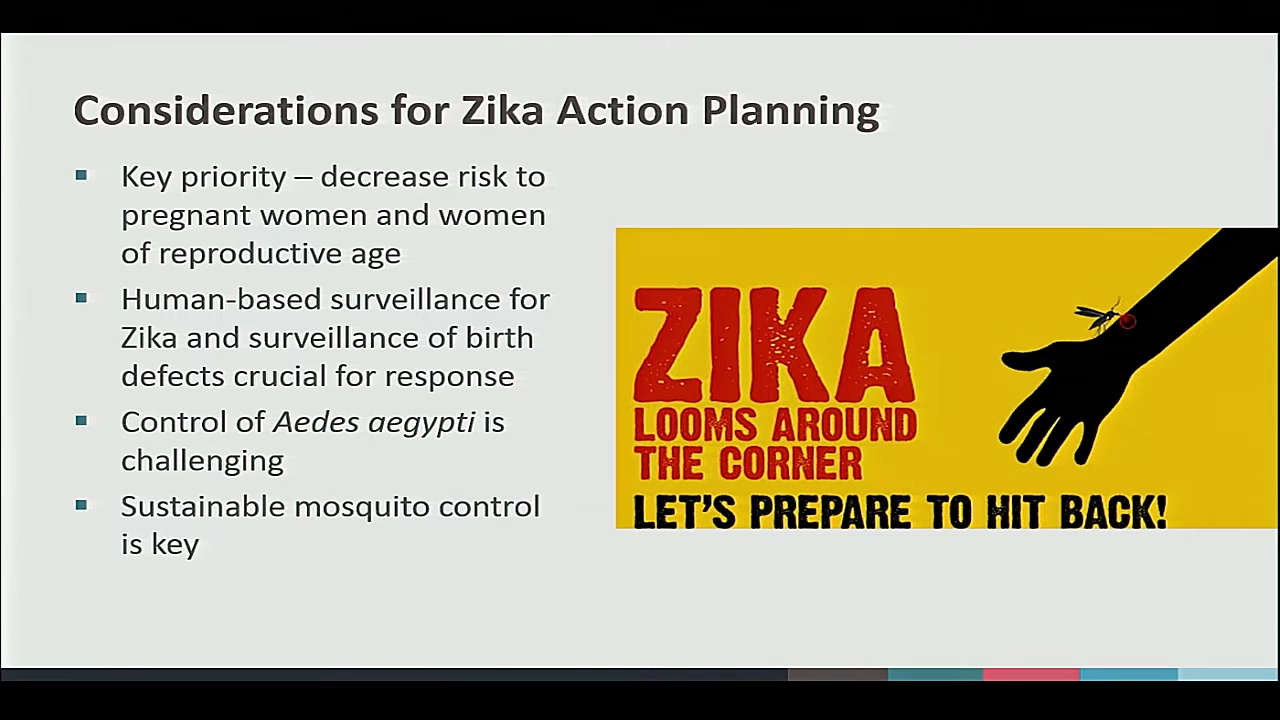 Considerations for Zika Action Planning
Key priority – decrease risk to
pregnant women and women
of reproductive age
Human-based surveillance for
Zika and surveillance of birth
defects crucial for response
Control of Aedes aegypti is
challenging
Sustainable mosquito control
is key
ZIKA
LOOMS AROUND
THE CORNER
LET'S PREPARE TO HIT BACK!